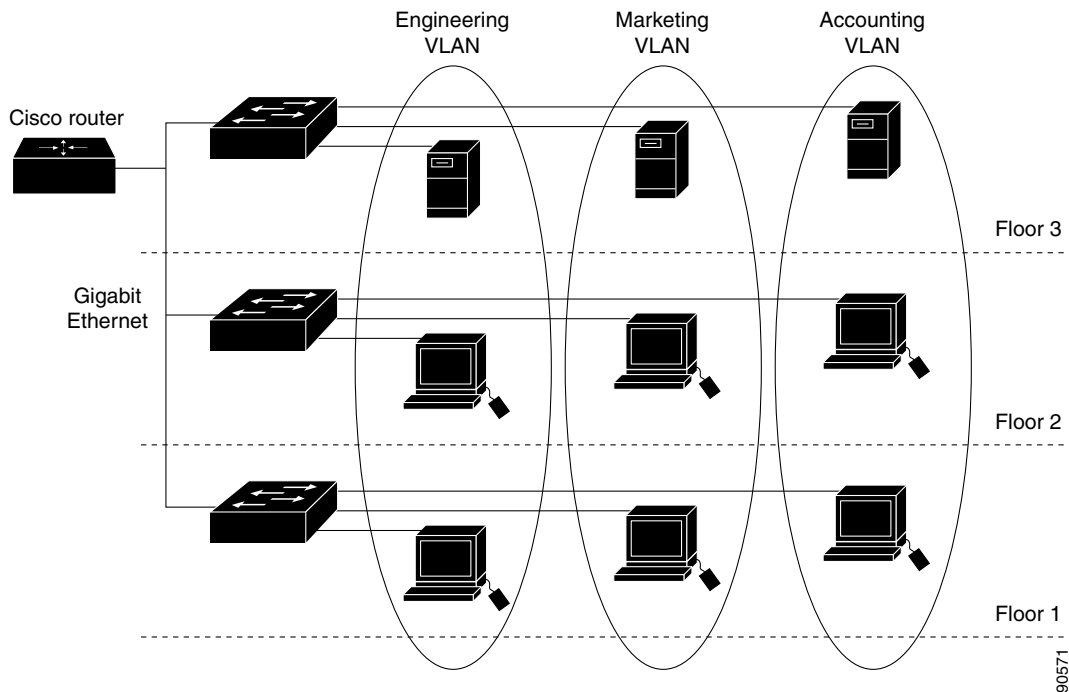 Engineering
VLAN
Marketing
VLAN
Accounting
VLAN
Cisco router
Floor 3
Gigabit
Ethernet
Floor 2
Floor 1
90571